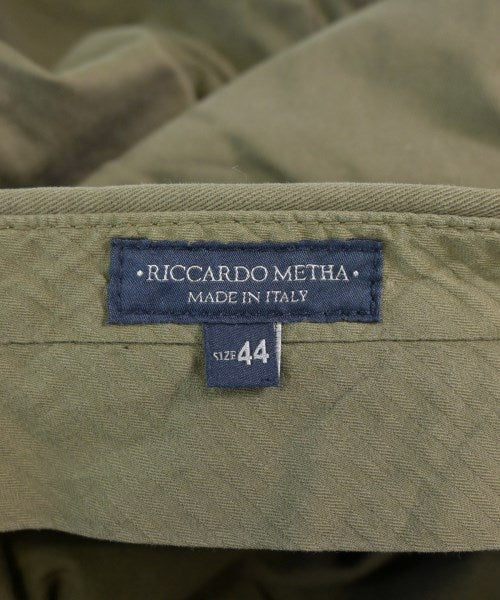 · RICCARDO METHA ·
MADE IN ITALY
SIZE 44